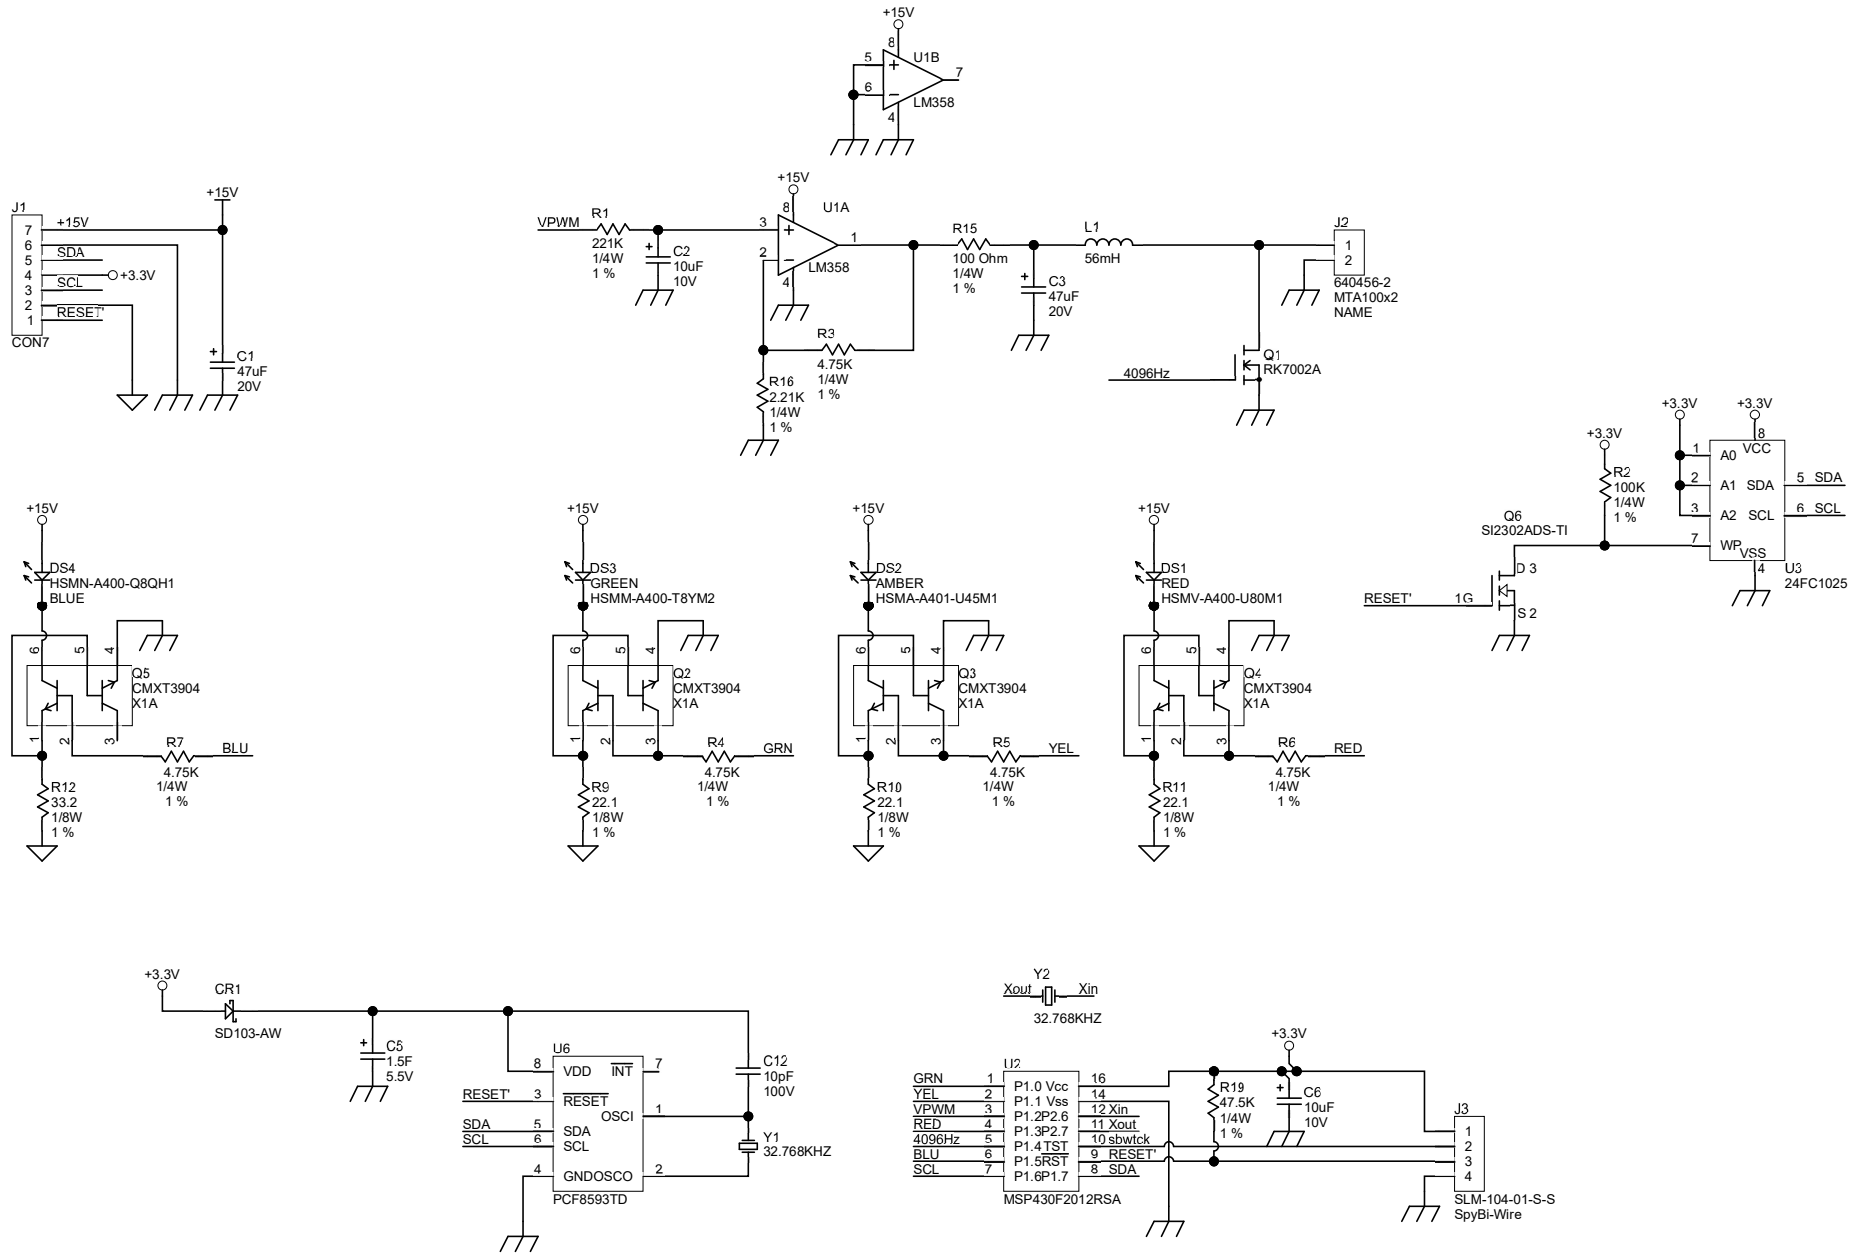 +15V
8
5
+
U1B
7
6
−
LM358
4
+15V
J1
7
+15V
6
SDA
5
4
+3.3V
SCL
3
2
RESET'
1
CON7
+
C1
47uF
20V
VPWM
R1
221K
1/4W
1 %
+
C2
10uF
10V
+15V
8
U1A
3
+
1
2
−
LM358
4
R3
4.75K
1/4W
1 %
R16
2.21K
1/4W
1 %
R15
100 Ohm
1/4W
1 %
+
C3
47uF
20V
L1
56mH
J2
1
2
640456-2
MTA100x2
NAME
4096Hz
Q1
RK7002A
+3.3V
+3.3V
+3.3V
R2
100K
1/4W
1 %
8
1
A0
VCC
2
A1
SDA
5
SDA
3
A2
SCL
6
SCL
7
WP
VSS
4
U3
24FC1025
Q6
SI2302ADS-TI
D 3
RESET'
1G
S 2
+15V
DS4
HSMN-A400-Q8QH1
BLUE
6
5
4
Q5
CMXT3904
X1A
1
2
3
R7
BLU
4.75K
1/4W
1 %
R12
33.2
1/8W
1 %
+15V
DS3
GREEN
HSMM-A400-T8YM2
6
5
4
Q2
CMXT3904
X1A
1
2
3
R4
GRN
4.75K
1/4W
1 %
R9
22.1
1/8W
1 %
+15V
DS2
AMBER
HSMA-A401-U45M1
6
5
4
Q3
CMXT3904
X1A
1
2
3
R5
YEL
4.75K
1/4W
1 %
R10
22.1
1/8W
1 %
+15V
DS1
RED
HSMV-A400-U80M1
6
5
4
Q4
CMXT3904
X1A
1
2
3
R6
RED
4.75K
1/4W
1 %
R11
22.1
1/8W
1 %
+3.3V
CR1
SD103-AW
+
C5
1.5F
5.5V
U6
8
VDD
INT
7
RESET'
3
RESET
OSCI
1
SDA
5
SDA
SCL
6
SCL
4
GNDOSCO
2
PCF8593TD
C12
10pF
100V
Y1
32.768KHZ
Y2
Xout
Xin
32.768KHZ
U2
GRN
1
P1.0 Vcc
16
YEL
2
P1.1 Vss
14
VPWM
3
P1.2P2.6
12 Xin
RED
4
P1.3P2.7
11 Xout
4096Hz
5
P1.4 TST
10 sbwtck
BLU
6
P1.5RST
9
RESET'
SCL
7
P1.6P1.7
8
SDA
MSP430F2012RSA
+3.3V
R19
47.5K
1/4W
1 %
+
C6
10uF
10V
J3
1
2
3
4
SLM-104-01-S-S
SpyBi-Wire